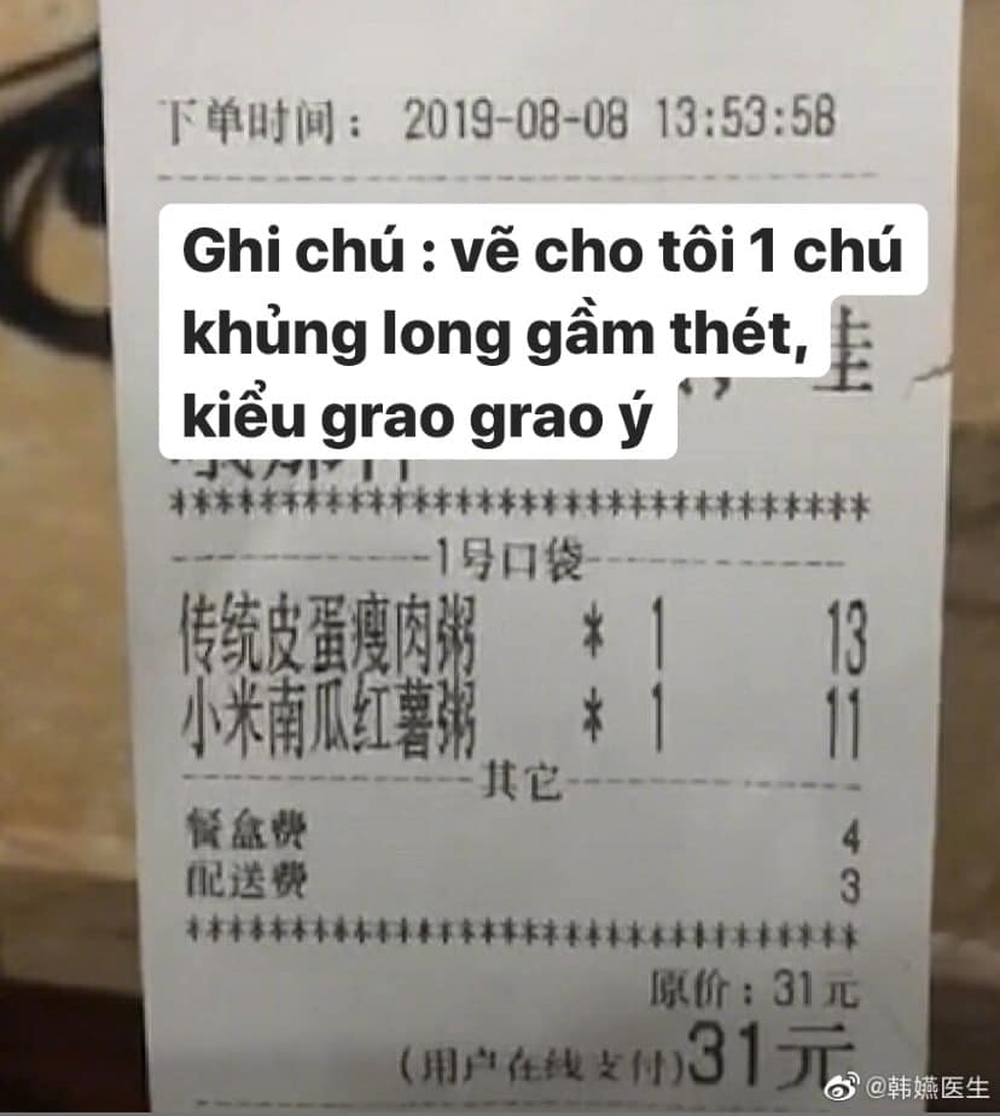 下单时间： 2019-08-08 13:53:58
Ghi chú : vẽ cho tôi 1 chú
khủng long gầm thét,
kiểu grao grao ý
********************************
1号口袋
传统皮蛋瘦肉粥 * 1 13
小米南瓜红薯粥 * 1 11
其它
餐盒费 4
配送费 3
********************************
原价：31元
(用户在线支付)31元
@韩嬿医生